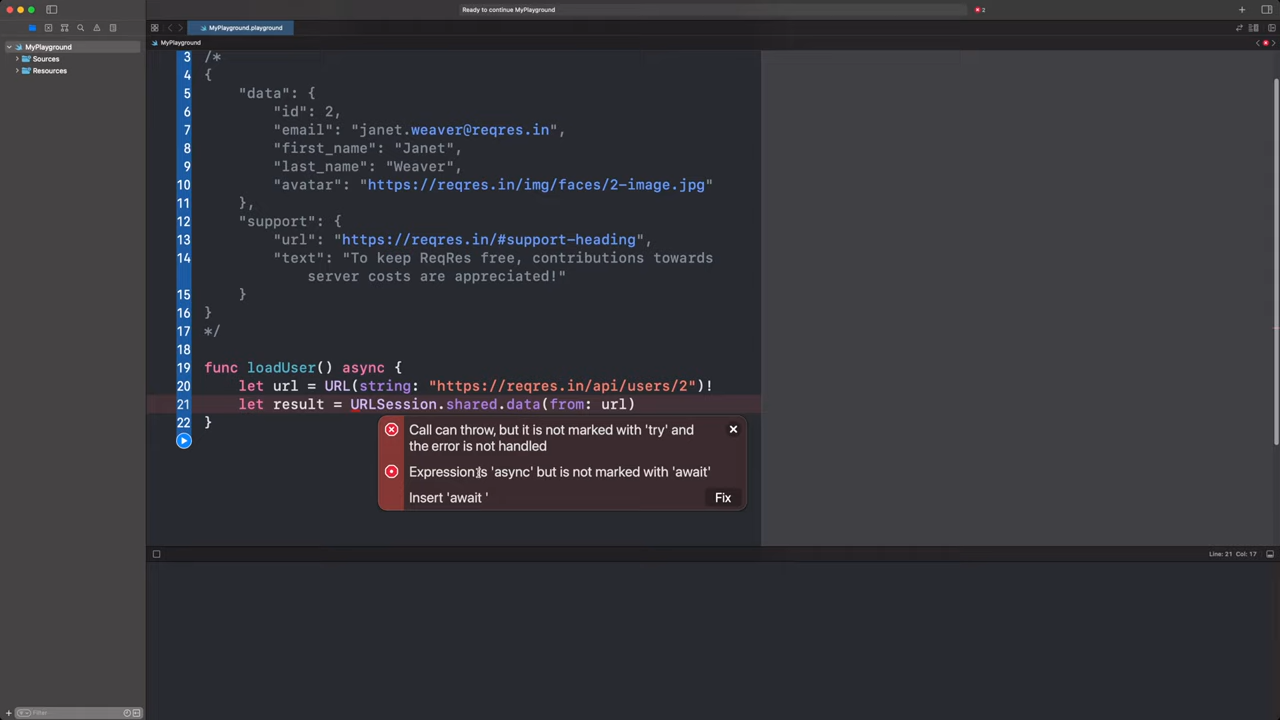 Ready to continue MyPlayground
2
MyPlayground.playground
MyPlayground
MyPlayground
Sources
Resources
3 /*
4 {
5 "data": {
6 "id": 2,
7 "email": "janet.weaver@reqres.in",
8 "first_name": "Janet",
9 "last_name": "Weaver",
10 "avatar": "https://reqres.in/img/faces/2-image.jpg"
11 },
12 "support": {
13 "url": "https://reqres.in/#support-heading",
14 "text": "To keep ReqRes free, contributions towards
server costs are appreciated!"
15 }
16 }
17 */
18
19 func loadUser() async {
20 let url = URL(string: "https://reqres.in/api/users/2")!
21 let result = URLSession.shared.data(from: url)
22 }
Call can throw, but it is not marked with 'try' and
the error is not handled
Expression is 'async' but is not marked with 'await'
Insert 'await '
Fix
Line: 21 Col: 17
Filter